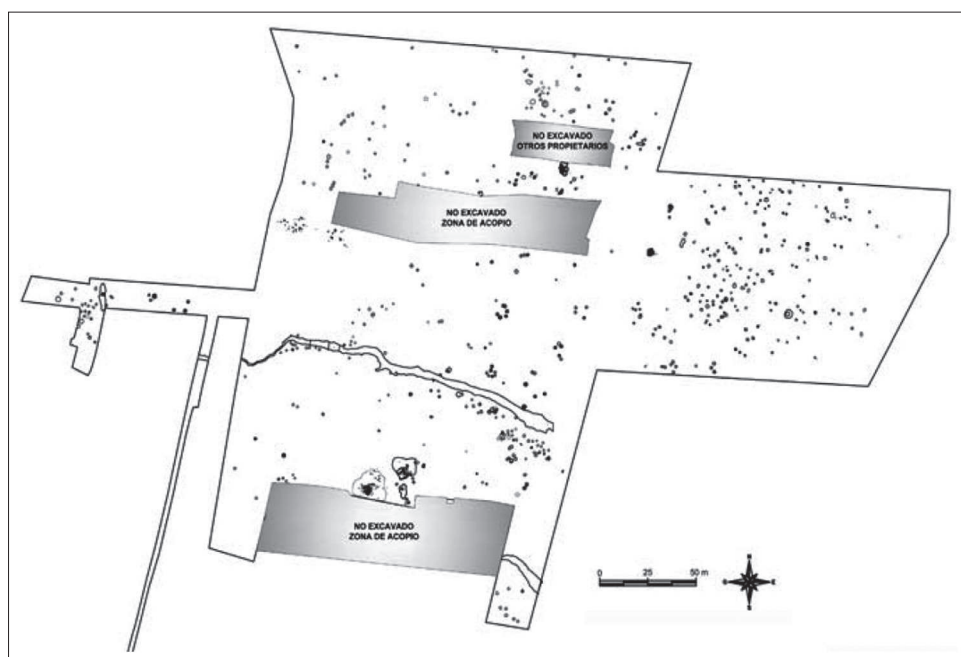 NO EXCAVADO
OTROS PROPIETARIOS
NO EXCAVADO
ZONA DE ACOPIO
NO EXCAVADO
ZONA DE ACOPIO
0 25 50 m
N
O E
S